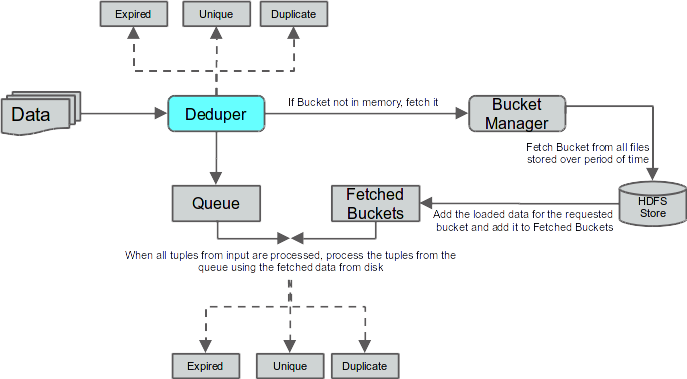 Expired
Unique
Duplicate
Data
Deduper
If Bucket not in memory, fetch it
Bucket
Manager
Fetch Bucket from all files
stored over period of time
Queue
Fetched
Buckets
HDFS
Store
Add the loaded data for the requested
bucket and add it to Fetched Buckets
When all tuples from input are processed, process the tuples from the
queue using the fetched data from disk
Expired
Unique
Duplicate